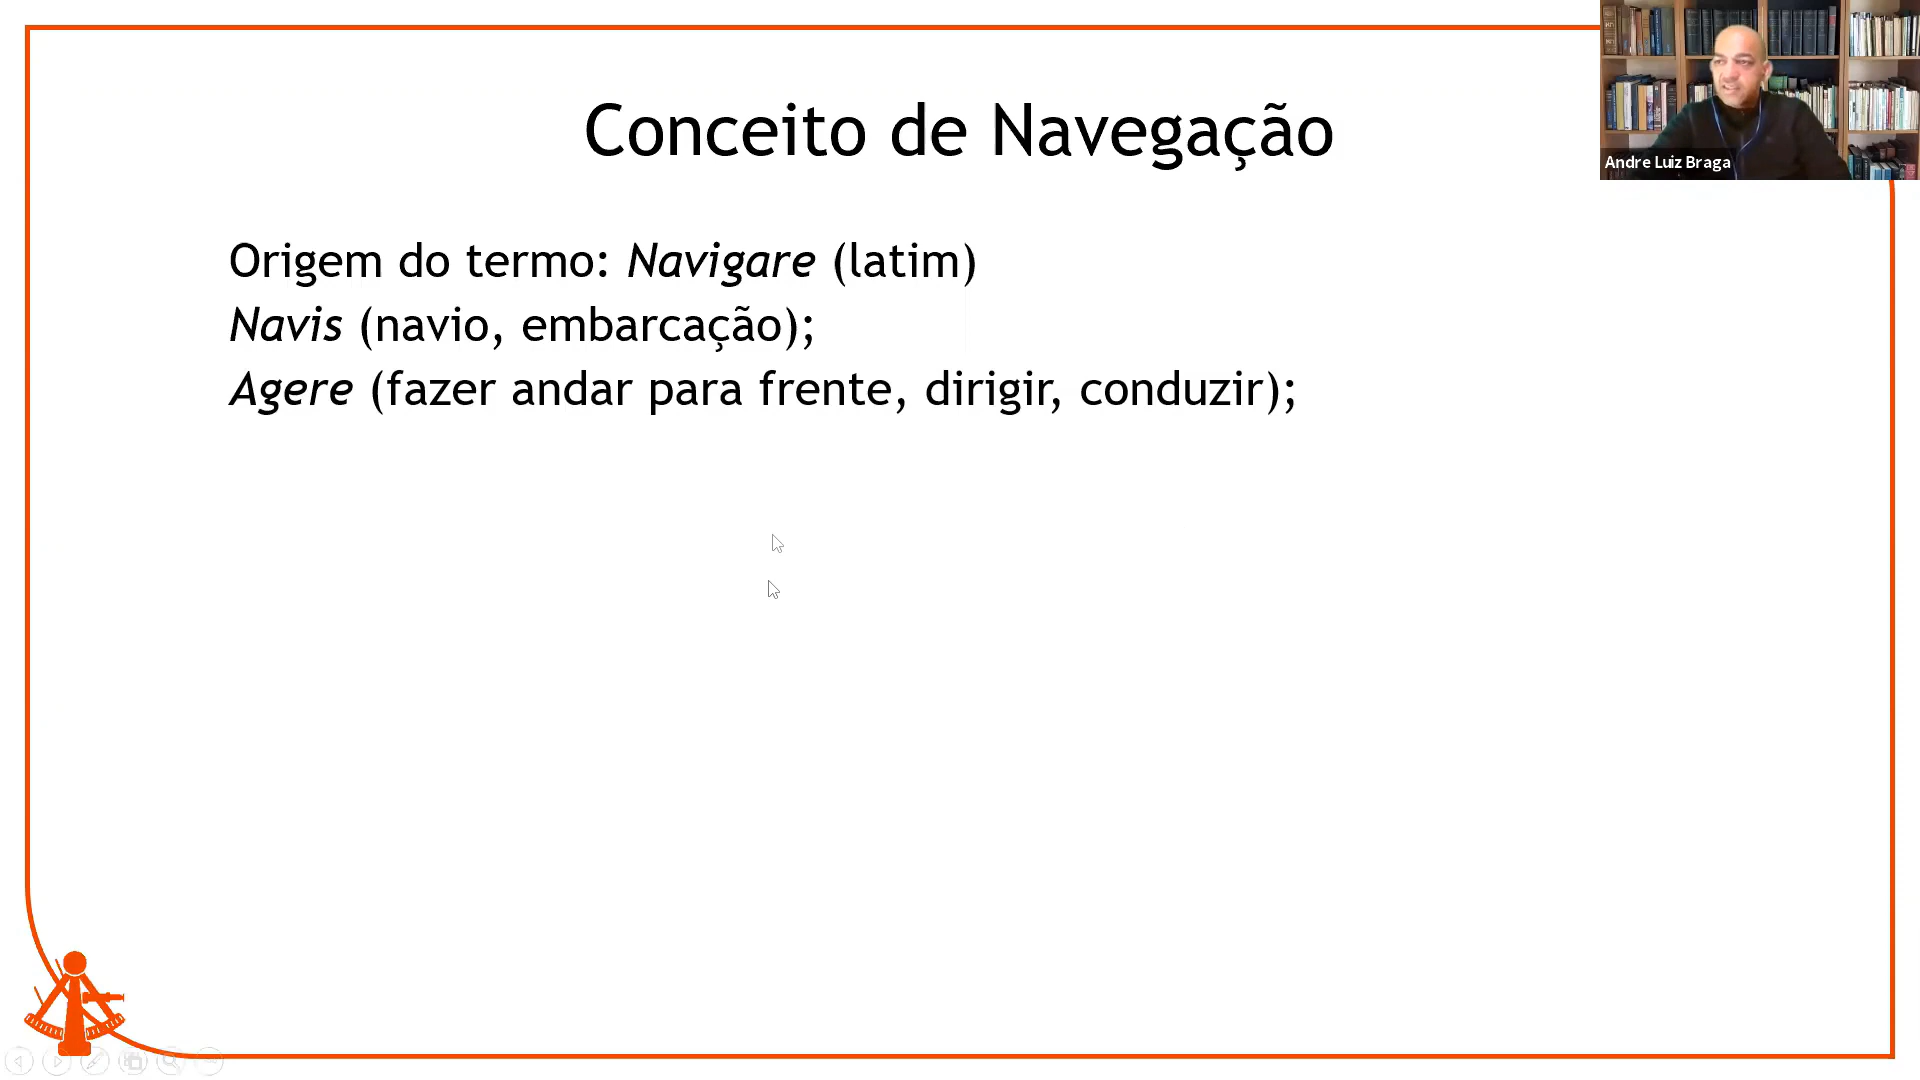 Conceito de Navegação
Andre Luiz Braga
Origem do termo: Navigare (latim)
Navis (navio, embarcação);
Agere (fazer andar para frente, dirigir, conduzir);